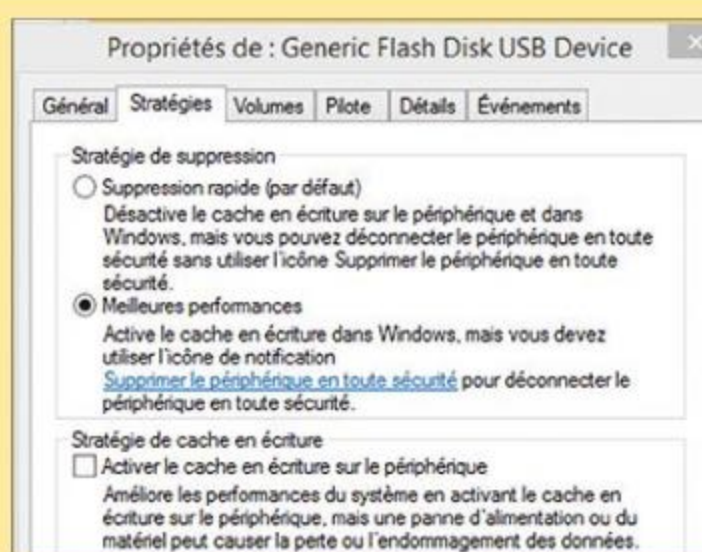 Propriétés de : Generic Flash Disk USB Device
Général Stratégies Volumes Pilote Détails Événements
Stratégie de suppression
Suppression rapide (par défaut)
Désactive le cache en écriture sur le périphérique et dans
Windows, mais vous pouvez déconnecter le périphérique en toute
sécurité sans utiliser l'icône Supprimer le périphérique en toute
sécurité.
Meilleures performances
Active le cache en écriture dans Windows, mais vous devez
utiliser l'icône de notification
Supprimer le périphérique en toute sécurité pour déconnecter le
périphérique en toute sécurité.
Stratégie de cache en écriture
Activer le cache en écriture sur le périphérique
Améliore les performances du système en activant le cache en
écriture sur le périphérique, mais une panne d'alimentation ou du
matériel peut causer la perte ou l'endommagement des données.